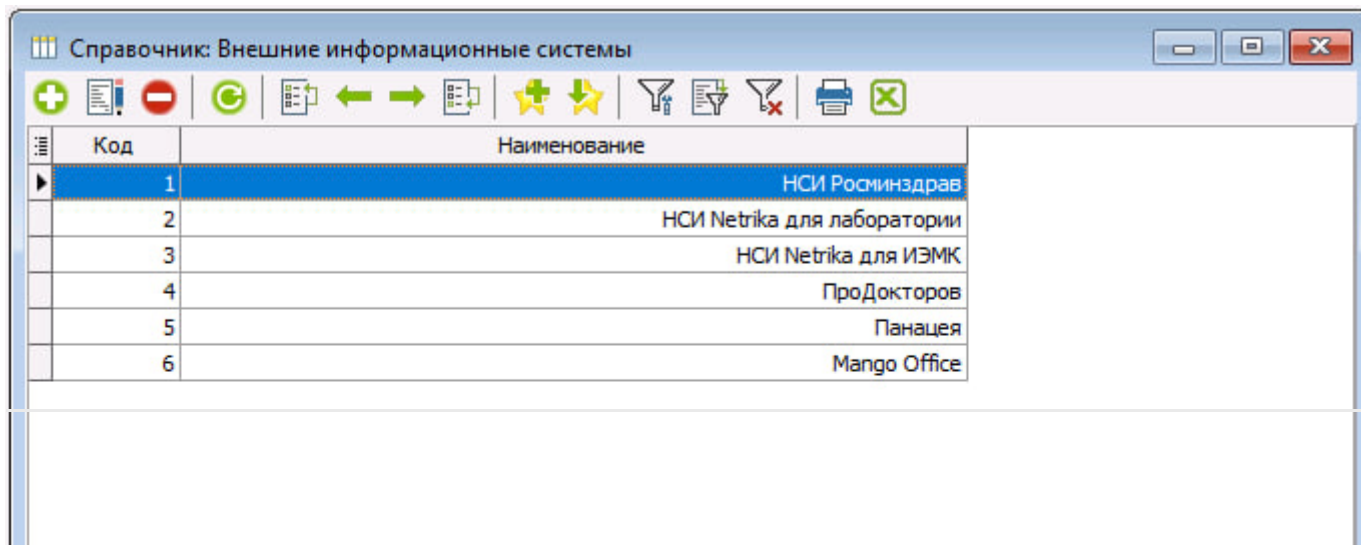 Справочник: Внешние информационные системы
Код Наименование
1 НСИ Росминздрав
2 НСИ Netrika для лаборатории
3 НСИ Netrika для ИЭМК
4 ПроДокторов
5 Панацея
6 Mango Office